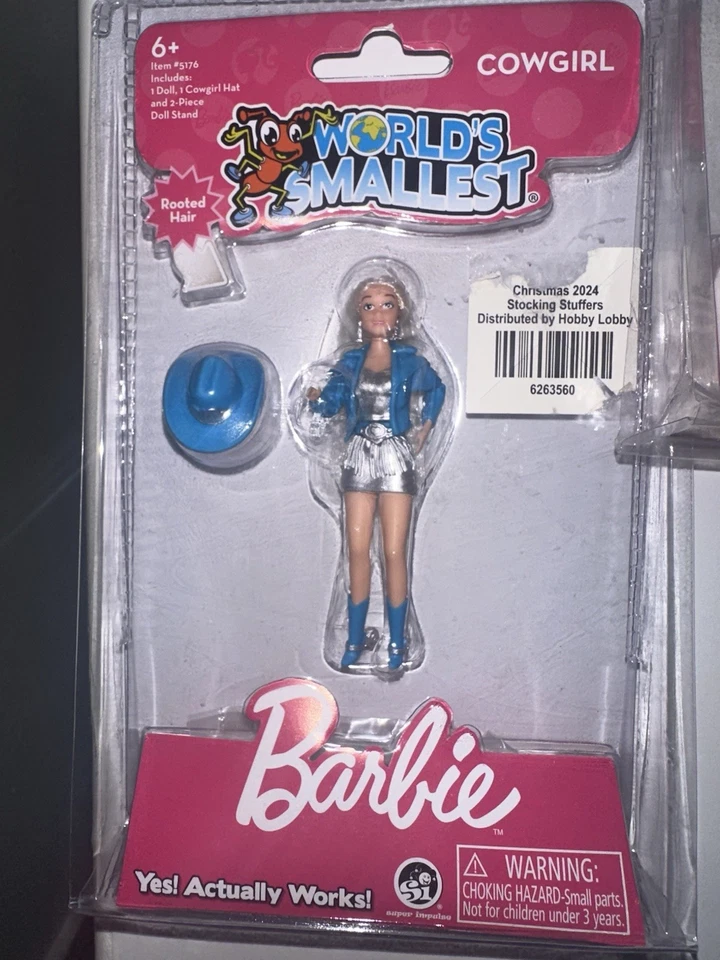 6+
Item #5176
Includes:
1 Doll, 1 Cowgirl Hat
and 2-Piece
Doll Stand
COWGIRL
WORLD'S
SMALLEST®
Rooted
Hair
Christmas 2024
Stocking Stuffers
Distributed by Hobby Lobby
6263560
Barbie™
Yes! Actually Works!
Si®
super impulse
WARNING:
CHOKING HAZARD-Small parts.
Not for children under 3 years.